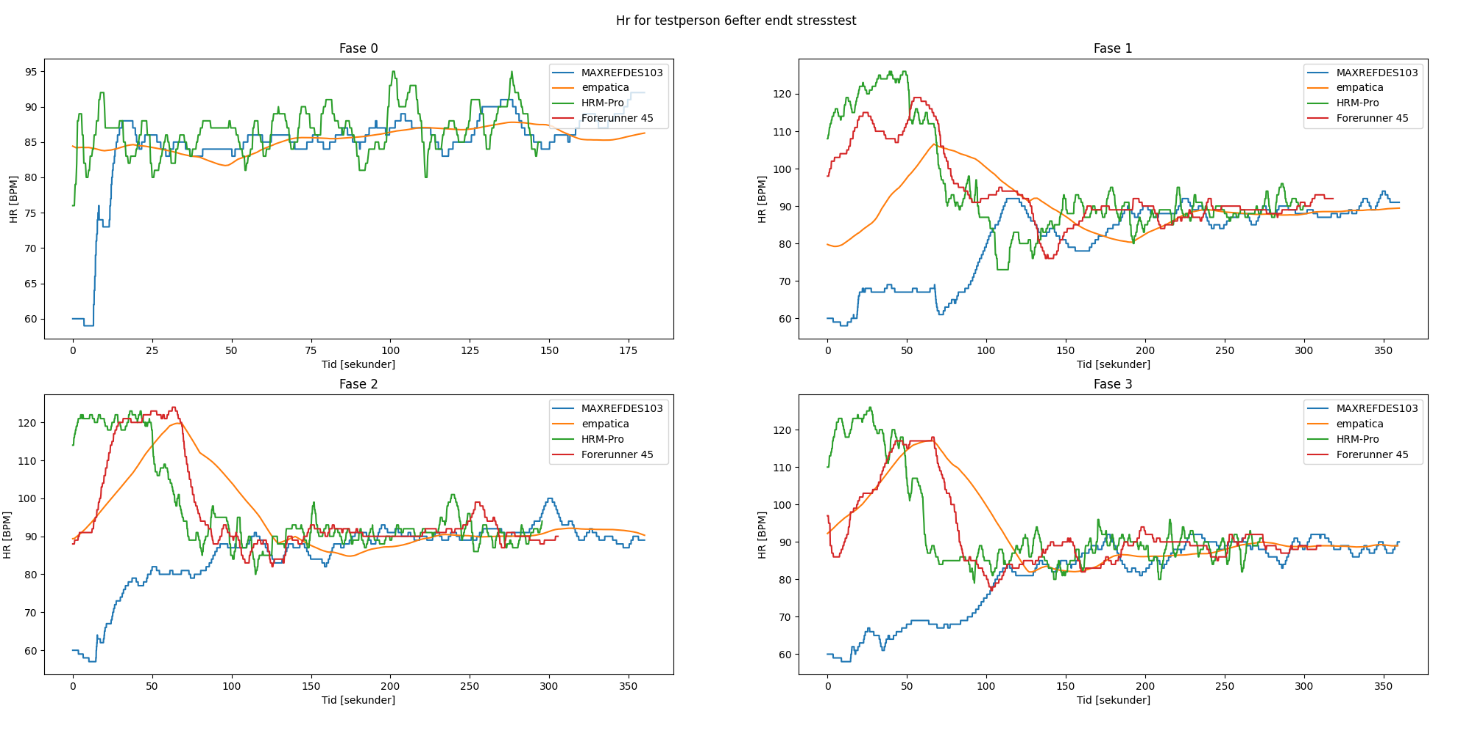 Hr for testperson 6efter endt stresstest
Fase 0
95
90
85
80
75
70
65
60
HR [BPM]
0 25 50 75 100 125 150 175
Tid [sekunder]
MAXREFDES103
empatica
HRM-Pro
Forerunner 45
Fase 1
120
110
100
90
80
70
60
HR [BPM]
0 50 100 150 200 250 300 350
Tid [sekunder]
MAXREFDES103
empatica
HRM-Pro
Forerunner 45
Fase 2
120
110
100
90
80
70
60
HR [BPM]
0 50 100 150 200 250 300 350
Tid [sekunder]
MAXREFDES103
empatica
HRM-Pro
Forerunner 45
Fase 3
120
110
100
90
80
70
60
HR [BPM]
0 50 100 150 200 250 300 350
Tid [sekunder]
MAXREFDES103
empatica
HRM-Pro
Forerunner 45